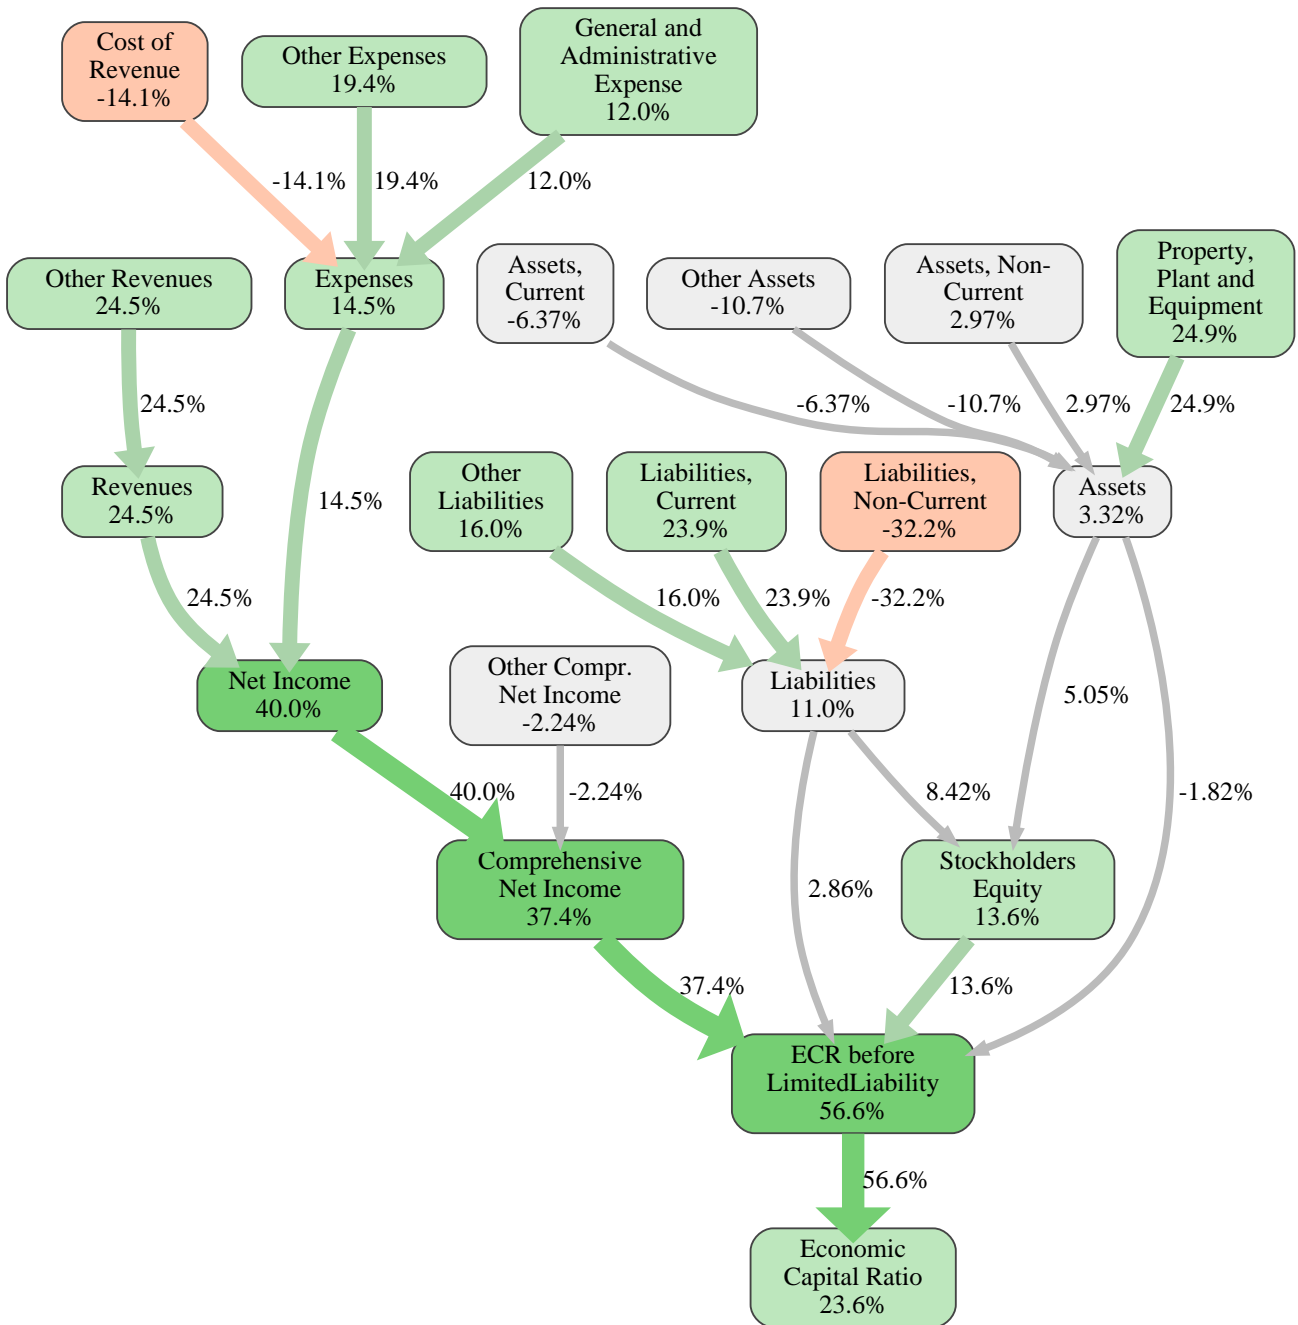 Cost of
Revenue
-14.1%
Other Expenses
19.4%
General and
Administrative
Expense
12.0%
-14.1%
19.4%
12.0%
Other Revenues
24.5%
Expenses
14.5%
Assets,
Current
-6.37%
Other Assets
-10.7%
Assets, Non-
Current
2.97%
Property,
Plant and
Equipment
24.9%
24.5%
-6.37%
-10.7%
2.97%
24.9%
Revenues
24.5%
14.5%
Other
Liabilities
16.0%
Liabilities,
Current
23.9%
Liabilities,
Non-Current
-32.2%
Assets
3.32%
24.5%
16.0%
23.9%
-32.2%
Net Income
40.0%
Other Compr.
Net Income
-2.24%
Liabilities
11.0%
5.05%
40.0%
-2.24%
8.42%
-1.82%
Comprehensive
Net Income
37.4%
2.86%
Stockholders
Equity
13.6%
37.4%
13.6%
ECR before
LimitedLiability
56.6%
56.6%
Economic
Capital Ratio
23.6%